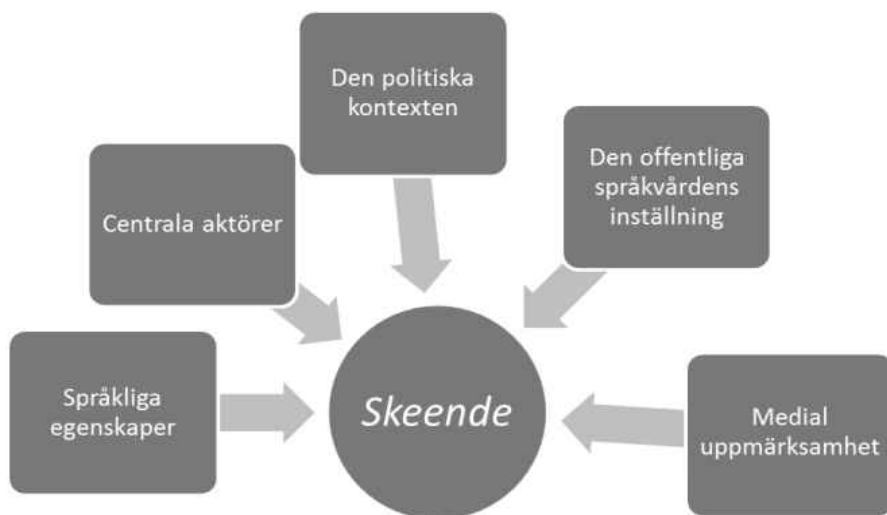 Den politiska
kontexten
Den offentliga
språkvårdens
inställning
Centrala aktörer
Språkliga
egenskaper
Skeende
Medial
uppmärksamhet